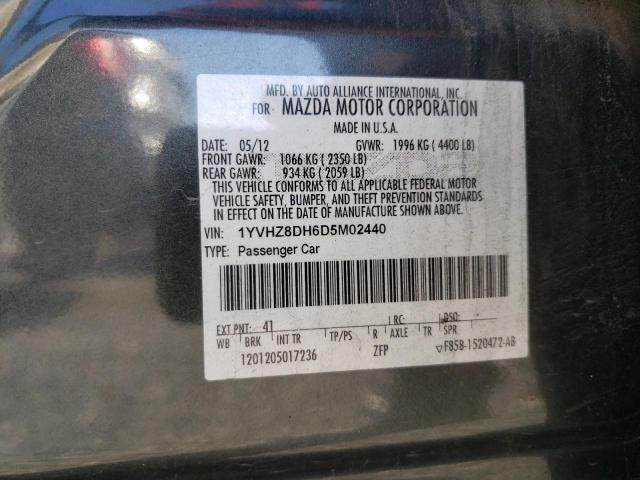 MFD. BY AUTO ALLIANCE INTERNATIONAL, INC.
FOR MAZDA MOTOR CORPORATION
MADE IN U.S.A.
DATE: 05/12 GVWR: 1996 KG ( 4400 LB)
FRONT GAWR: 1066 KG ( 2350 LB)
REAR GAWR: 934 KG ( 2059 LB)
THIS VEHICLE CONFORMS TO ALL APPLICABLE FEDERAL MOTOR
VEHICLE SAFETY, BUMPER, AND THEFT PREVENTION STANDARDS
IN EFFECT ON THE DATE OF MANUFACTURE SHOWN ABOVE.
VIN: 1YVHZ8DH6D5M02440
TYPE: Passenger Car
EXT PNT: 41 RC: DSO:
WB BRK INT TR TP/PS R AXLE TR SPR
1201205017236 ZFP F85B-1520472-AB